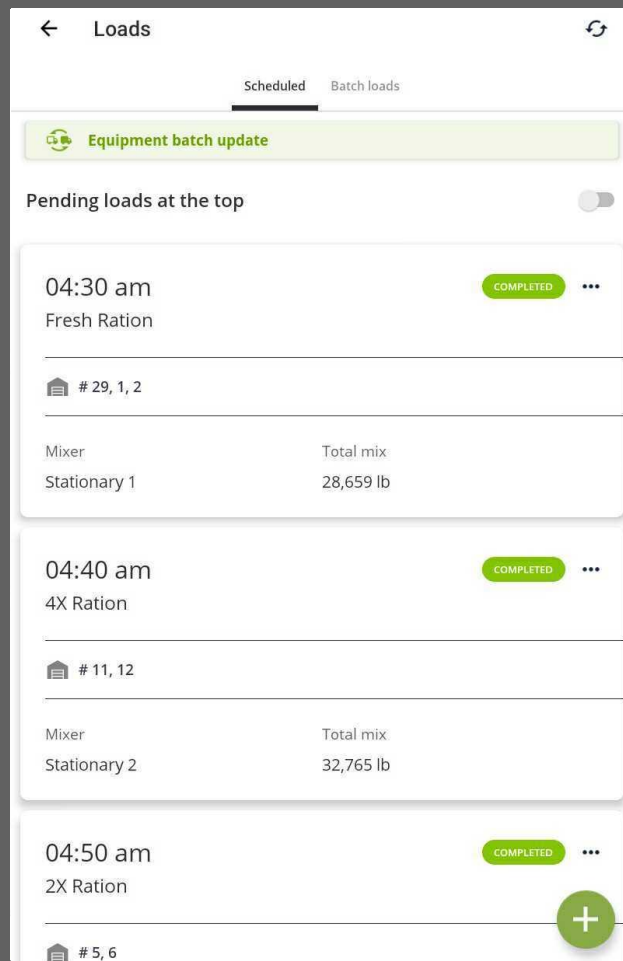 Loads
Scheduled Batch loads
Equipment batch update
Pending loads at the top
04:30 am COMPLETED
Fresh Ration
# 29, 1, 2
Mixer Total mix
Stationary 1 28,659 lb
04:40 am COMPLETED
4X Ration
# 11, 12
Mixer Total mix
Stationary 2 32,765 lb
04:50 am COMPLETED
2X Ration
# 5, 6